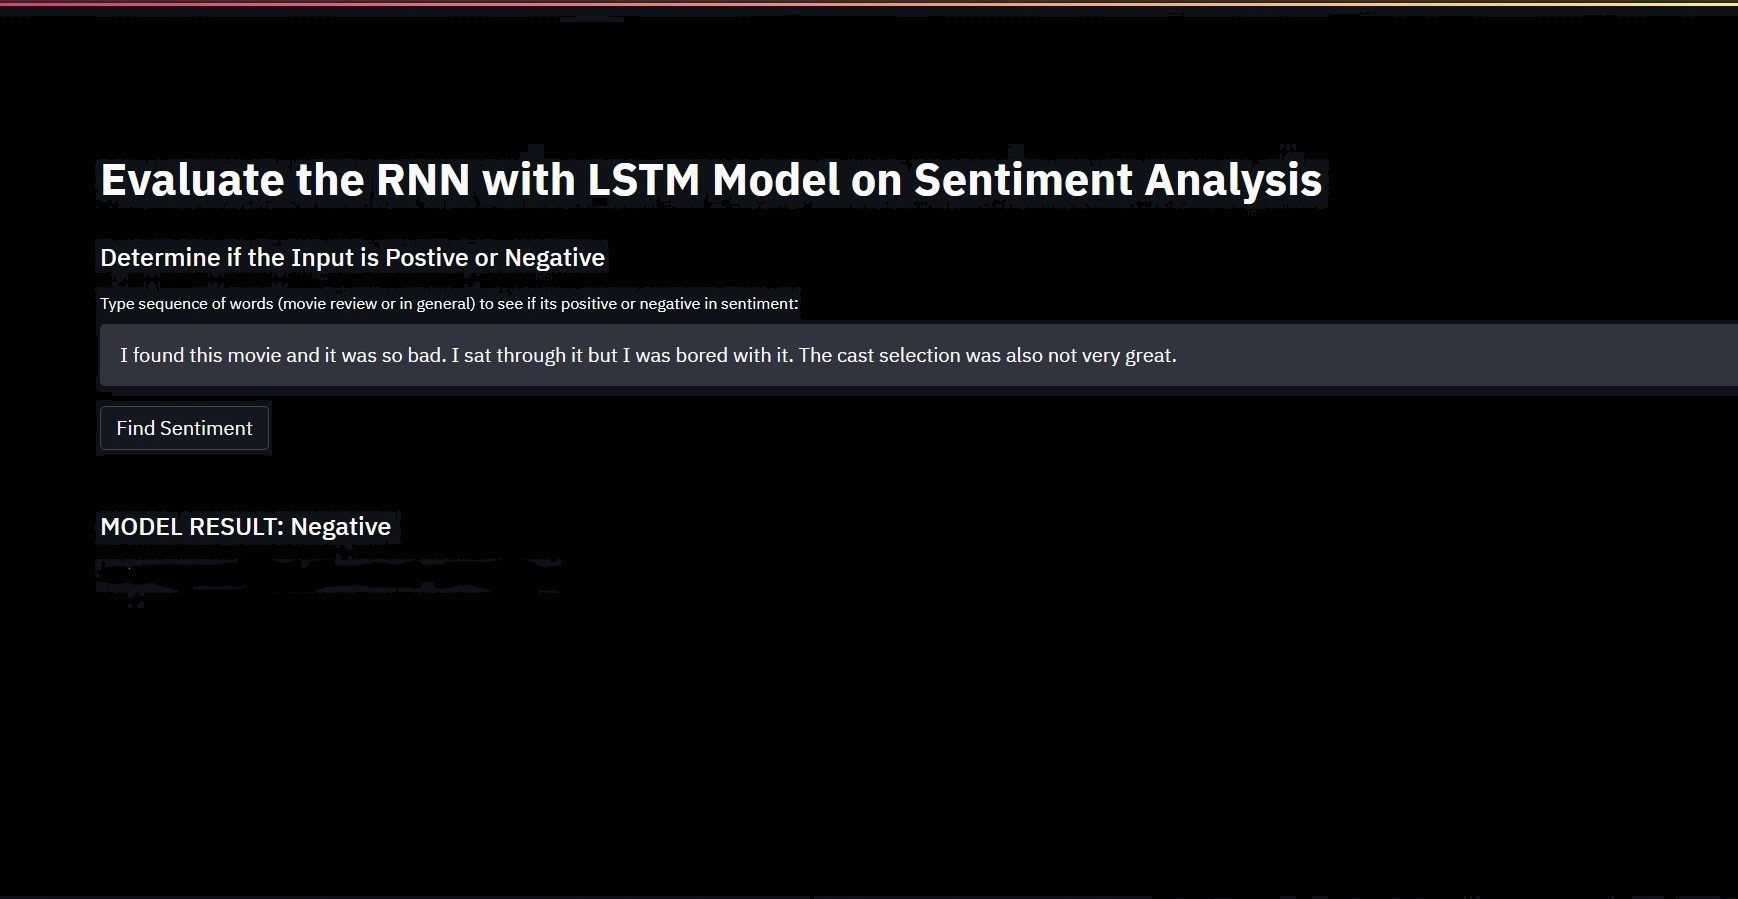 Evaluate the RNN with LSTM Model on Sentiment Analysis
Determine if the Input is Postive or Negative
Type sequence of words (movie review or in general) to see if its positive or negative in sentiment:
I found this movie and it was so bad. I sat through it but I was bored with it. The cast selection was also not very great.
Find Sentiment
MODEL RESULT: Negative